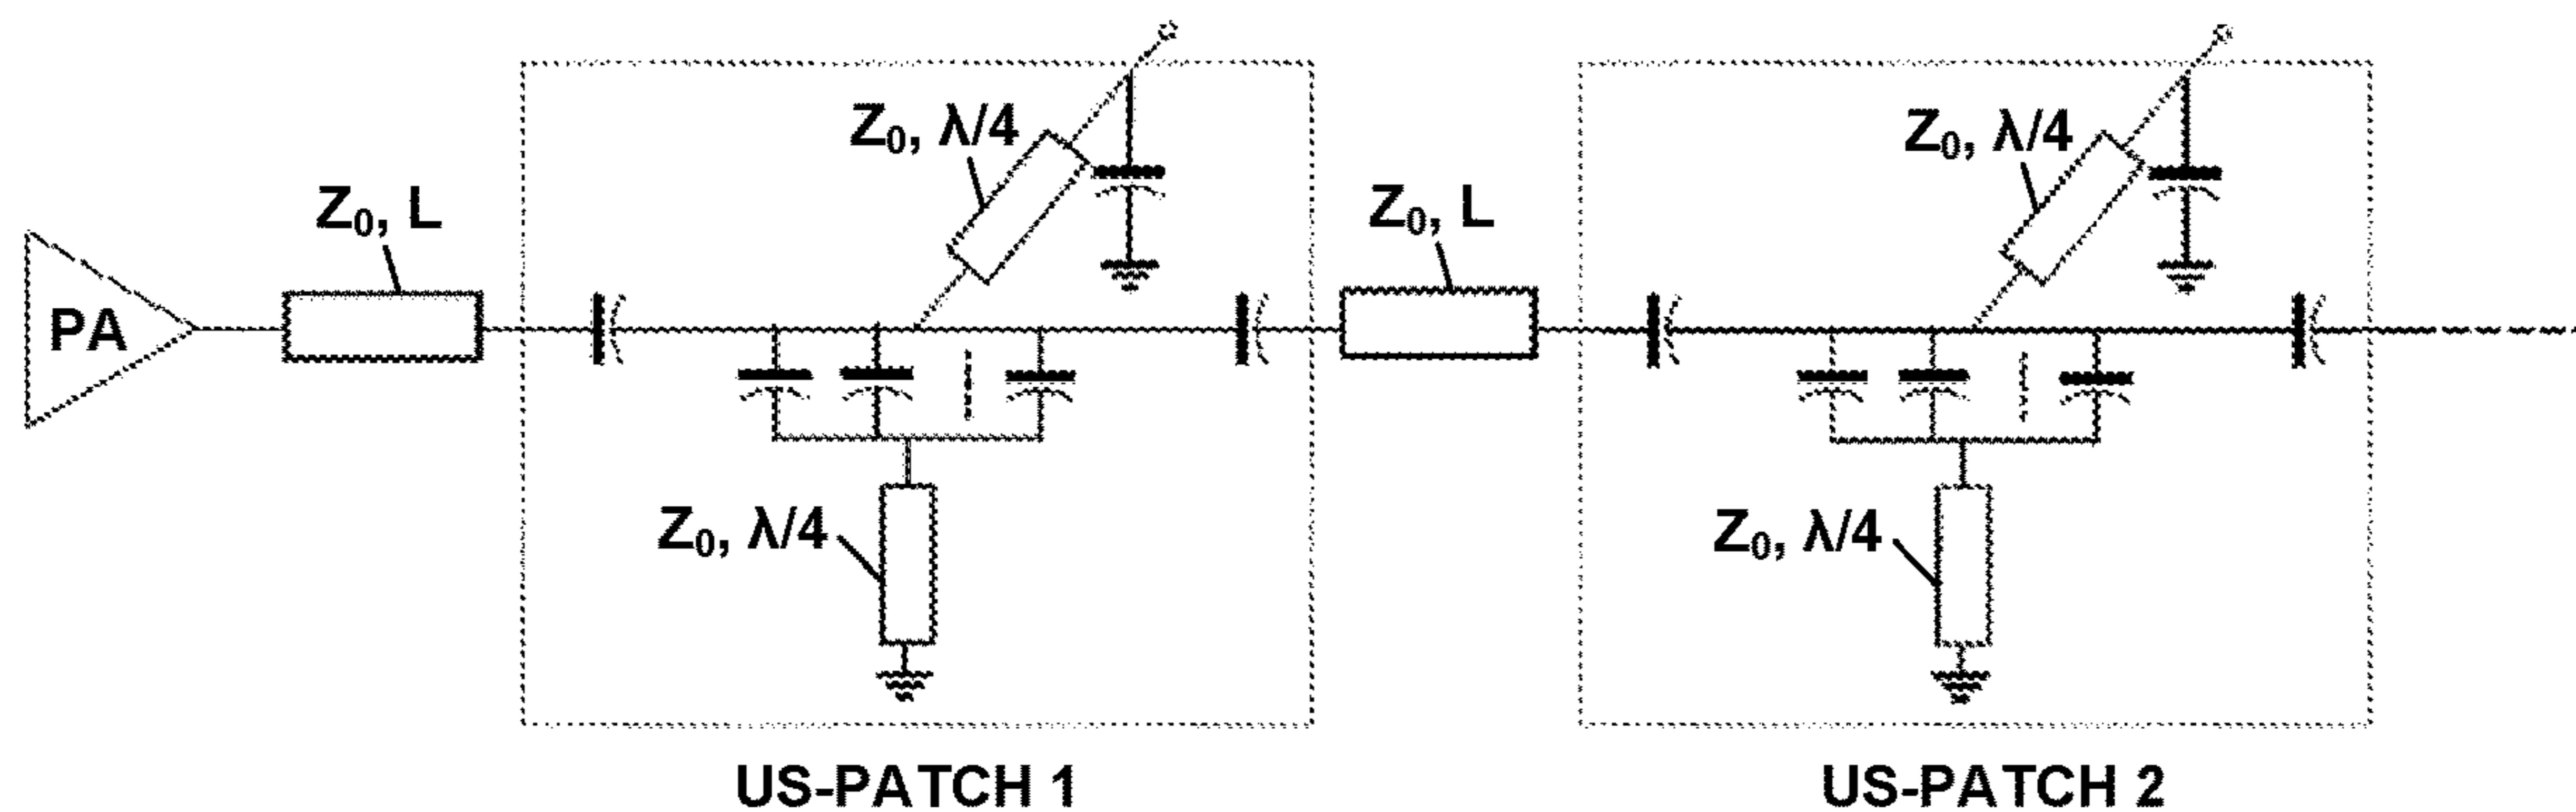 Z₀, λ/4
Z₀, λ/4
Z₀, L
Z₀, L
PA
Z₀, λ/4
Z₀, λ/4
US-PATCH 1
US-PATCH 2